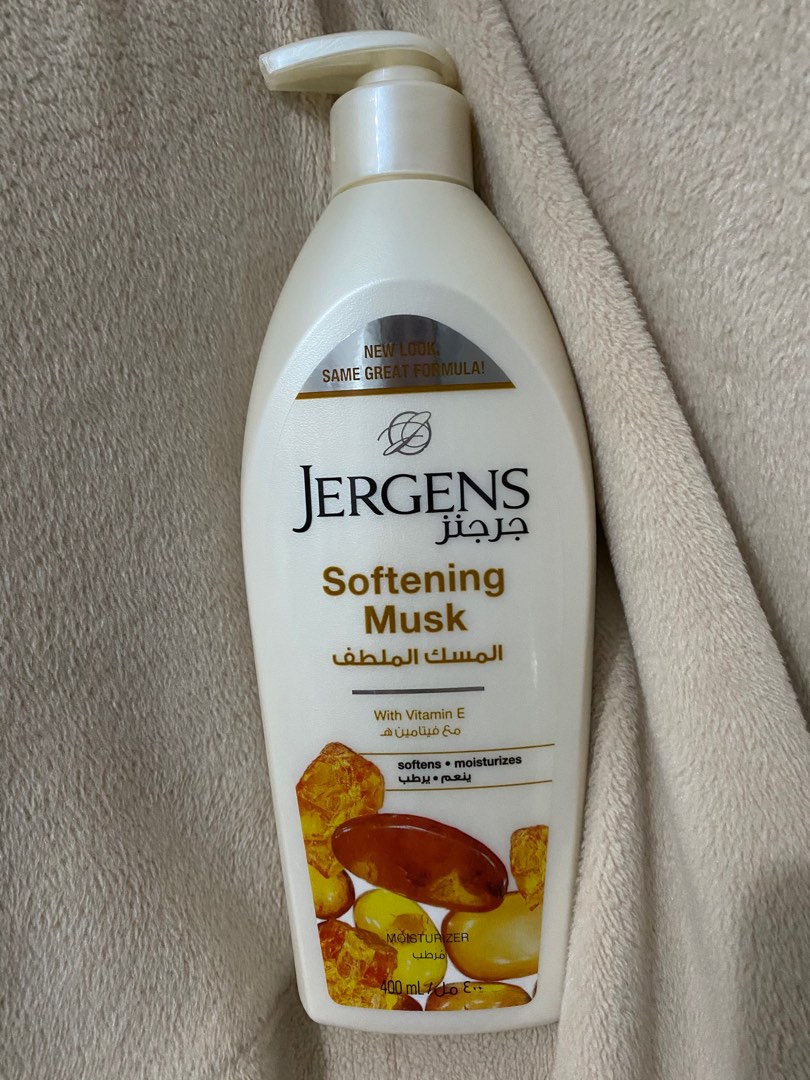 NEW LOOK,
SAME GREAT FORMULA!
JERGENS
جرجنز
Softening
Musk
المسك الملطف
With Vitamin E
مع فيتامين هـ
softens • moisturizes
ينعم • يرطب
MOISTURIZER
مرطب
400 mL / ٤٠٠ مل